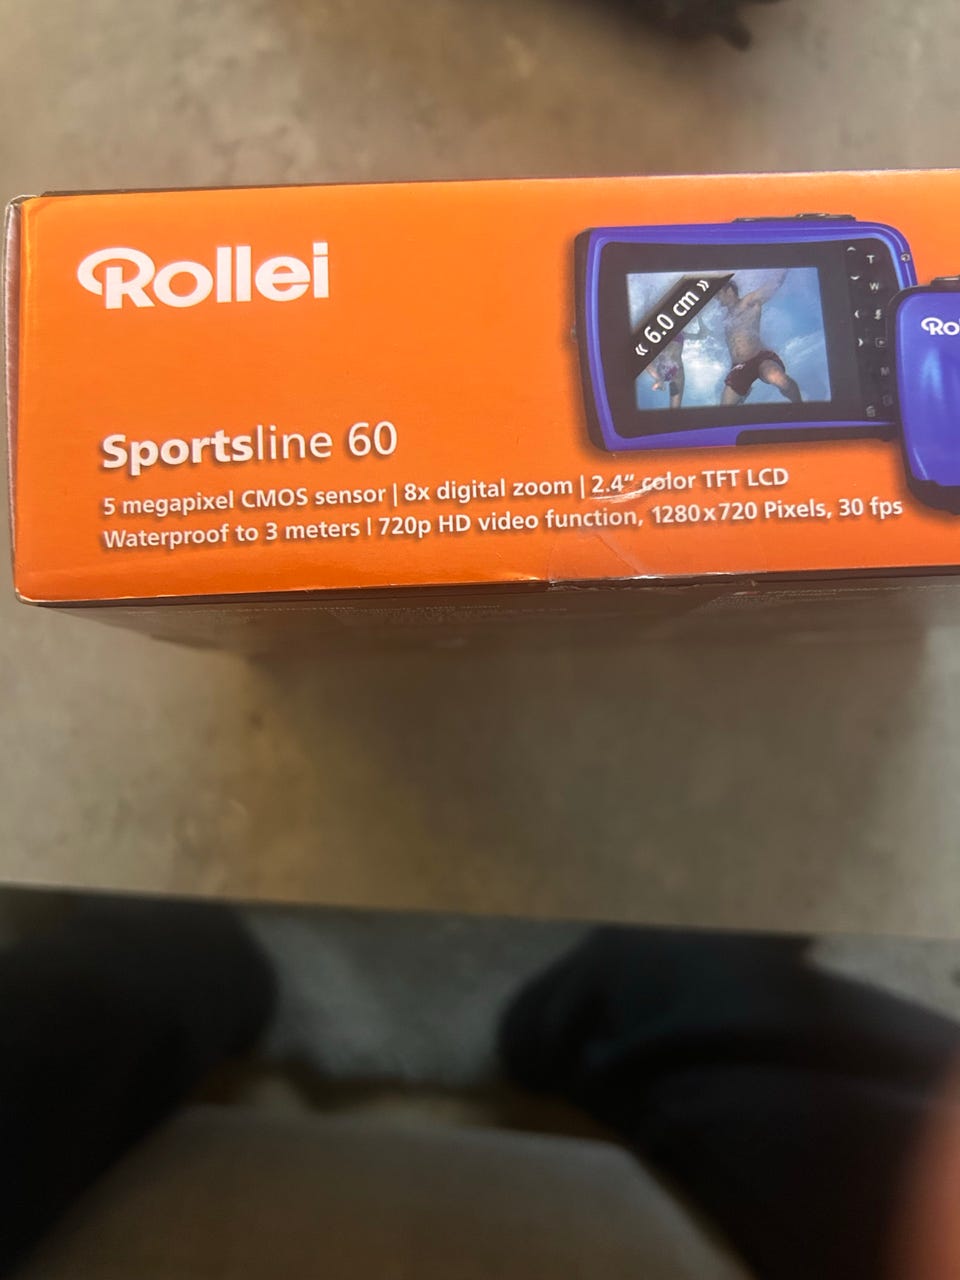 Rollei
« 6.0 cm »
T
W
M
Sportsline 60
5 megapixel CMOS sensor | 8x digital zoom | 2.4" color TFT LCD
Waterproof to 3 meters | 720p HD video function, 1280x720 Pixels, 30 fps